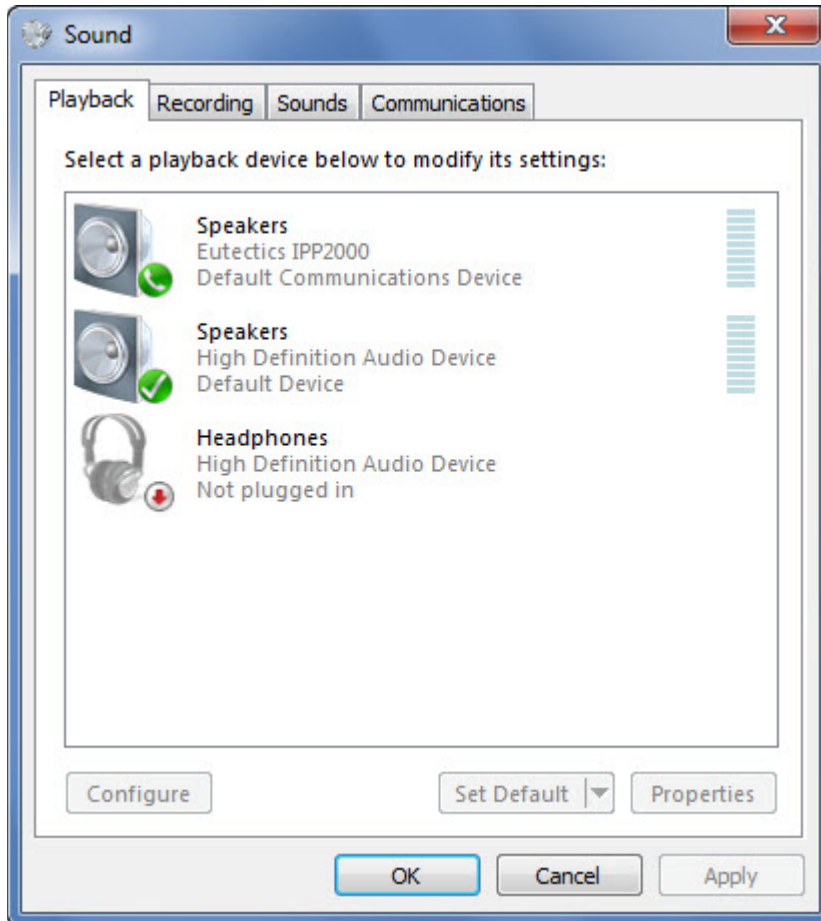 Sound
Playback Recording Sounds Communications
Select a playback device below to modify its settings:
Speakers
Eutectics IPP2000
Default Communications Device
Speakers
High Definition Audio Device
Default Device
Headphones
High Definition Audio Device
Not plugged in
Configure Set Default Properties
OK Cancel Apply